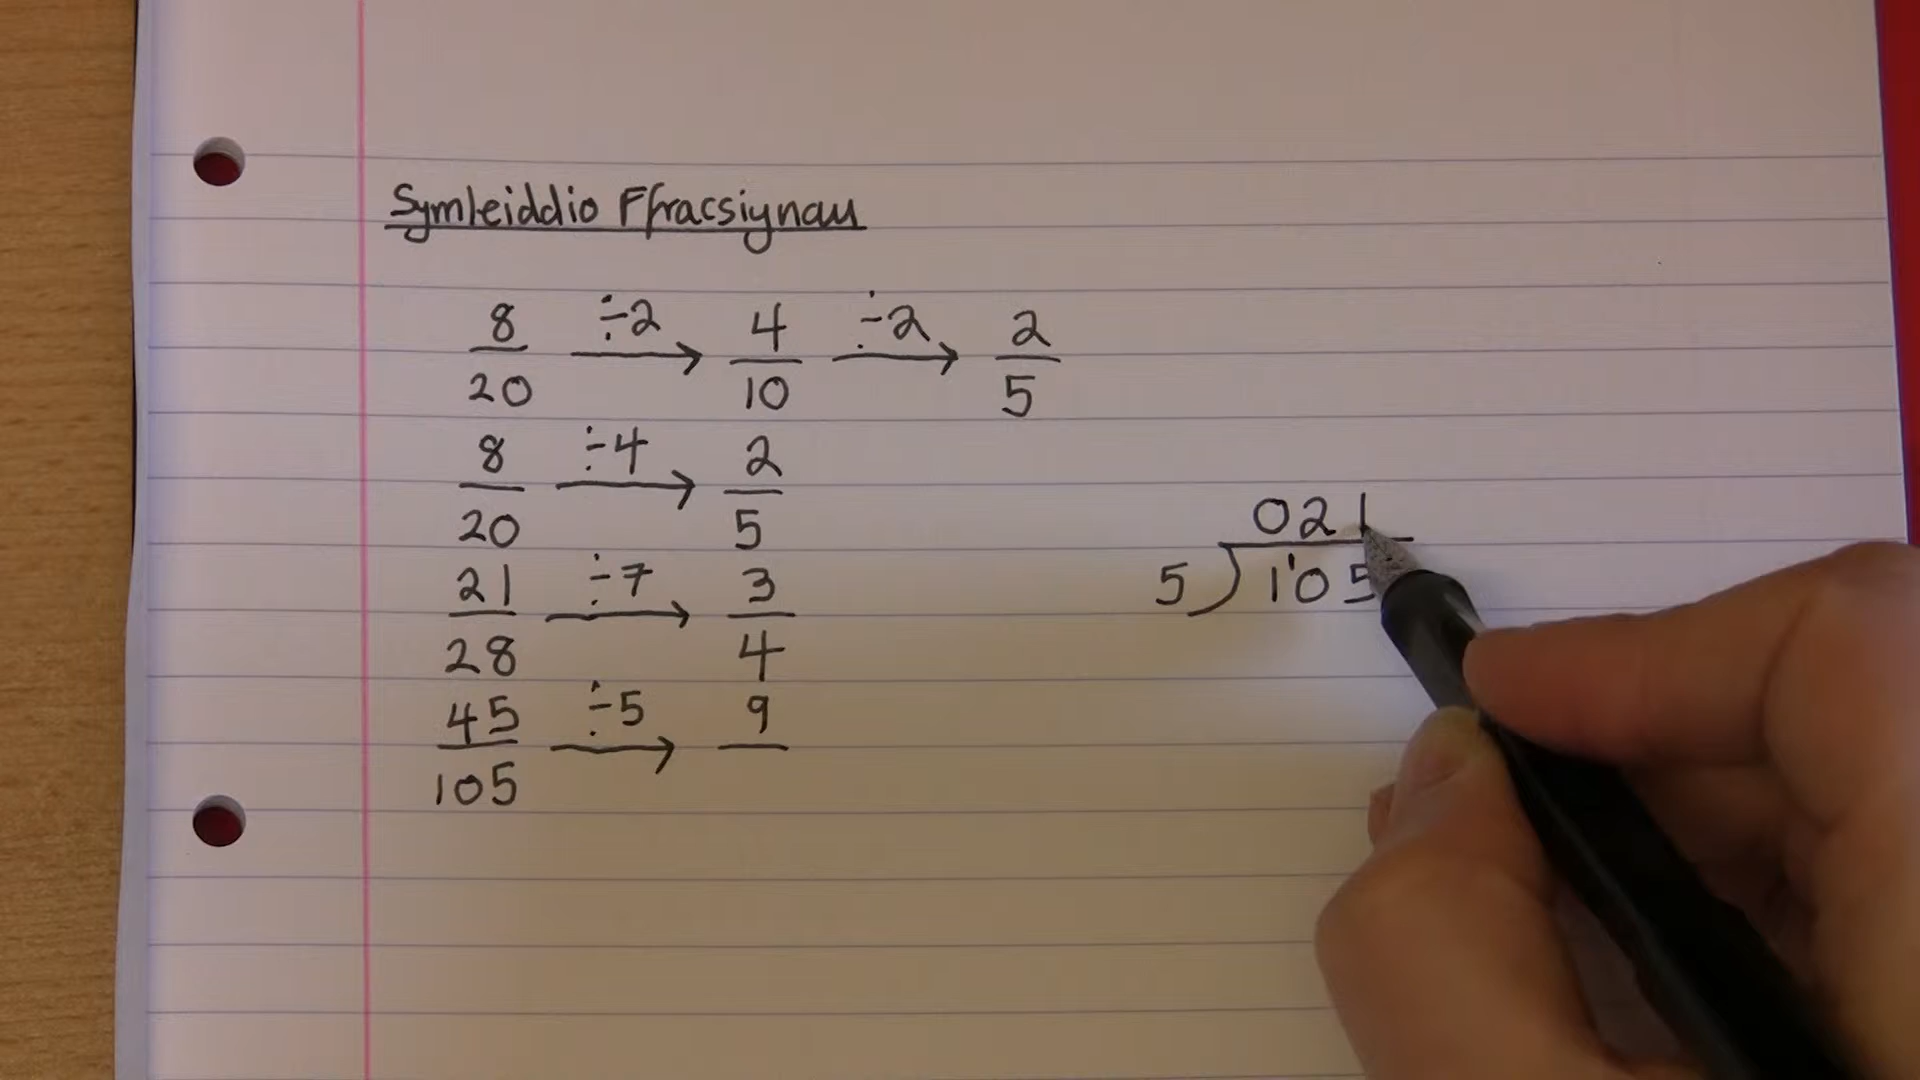 Symleiddio Ffracsiynau
8/20 ÷2 → 4/10 ÷2 → 2/5
8/20 ÷4 → 2/5
21/28 ÷7 → 3/4
45/105 ÷5 → 9/
021
5)1¹05